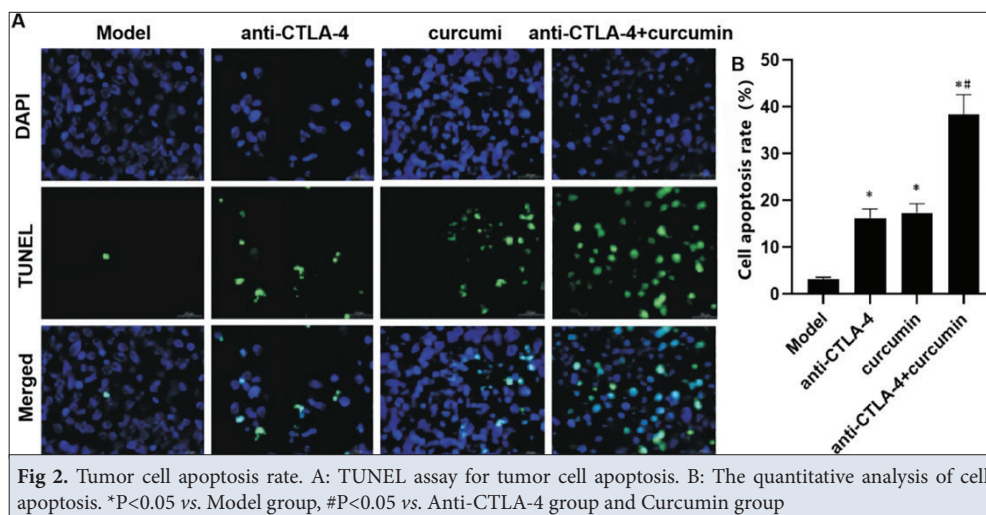 A
Model anti-CTLA-4 curcumi anti-CTLA-4+curcumin
DAPI
TUNEL
Merged
B
Cell apoptosis rate (%)
50
40
30
20
10
0
*
*
*#
Model
anti-CTLA-4
curcumin
anti-CTLA-4+curcumin
Fig 2. Tumor cell apoptosis rate. A: TUNEL assay for tumor cell apoptosis. B: The quantitative analysis of cell
apoptosis. *P<0.05 vs. Model group, #P<0.05 vs. Anti-CTLA-4 group and Curcumin group